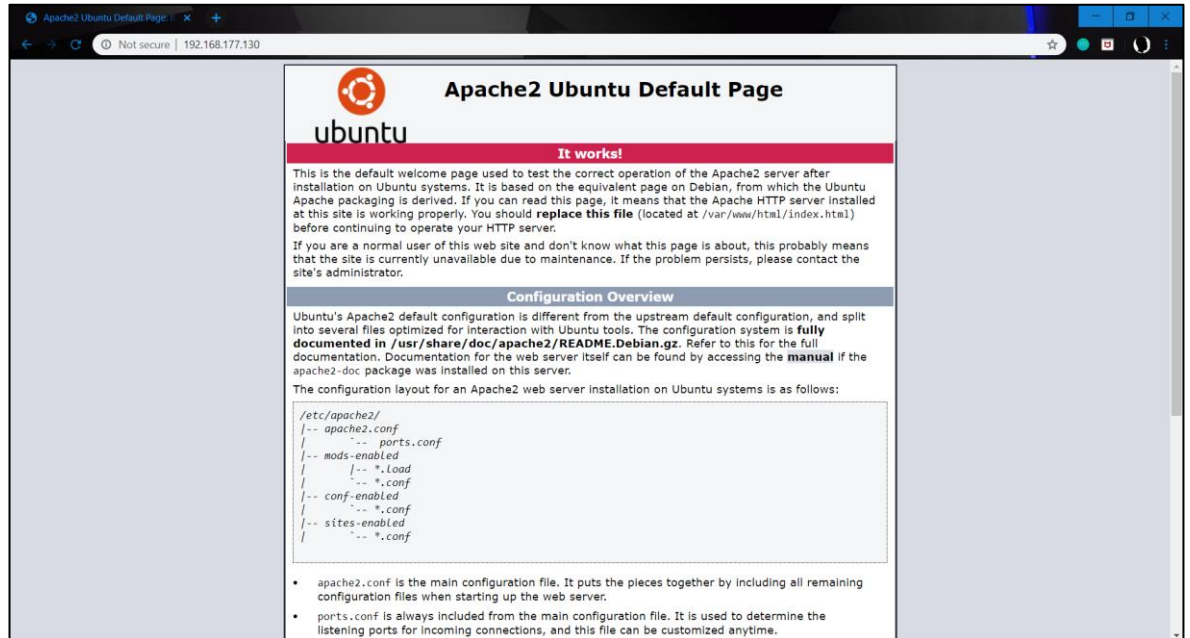 Apache2 Ubuntu Default Page: I
Not secure | 192.168.177.130
ubuntu
Apache2 Ubuntu Default Page
It works!
This is the default welcome page used to test the correct operation of the Apache2 server after
installation on Ubuntu systems. It is based on the equivalent page on Debian, from which the Ubuntu
Apache packaging is derived. If you can read this page, it means that the Apache HTTP server installed
at this site is working properly. You should replace this file (located at /var/www/html/index.html)
before continuing to operate your HTTP server.
If you are a normal user of this web site and don't know what this page is about, this probably means
that the site is currently unavailable due to maintenance. If the problem persists, please contact the
site's administrator.
Configuration Overview
Ubuntu's Apache2 default configuration is different from the upstream default configuration, and split
into several files optimized for interaction with Ubuntu tools. The configuration system is fully
documented in /usr/share/doc/apache2/README.Debian.gz. Refer to this for the full
documentation. Documentation for the web server itself can be found by accessing the manual if the
apache2-doc package was installed on this server.
The configuration layout for an Apache2 web server installation on Ubuntu systems is as follows:
/etc/apache2/
|-- apache2.conf
|       `--  ports.conf
|-- mods-enabled
|       |-- *.load
|       `-- *.conf
|-- conf-enabled
|       `-- *.conf
|-- sites-enabled
|       `-- *.conf
• apache2.conf is the main configuration file. It puts the pieces together by including all remaining
configuration files when starting up the web server.
• ports.conf is always included from the main configuration file. It is used to determine the
listening ports for incoming connections, and this file can be customized anytime.